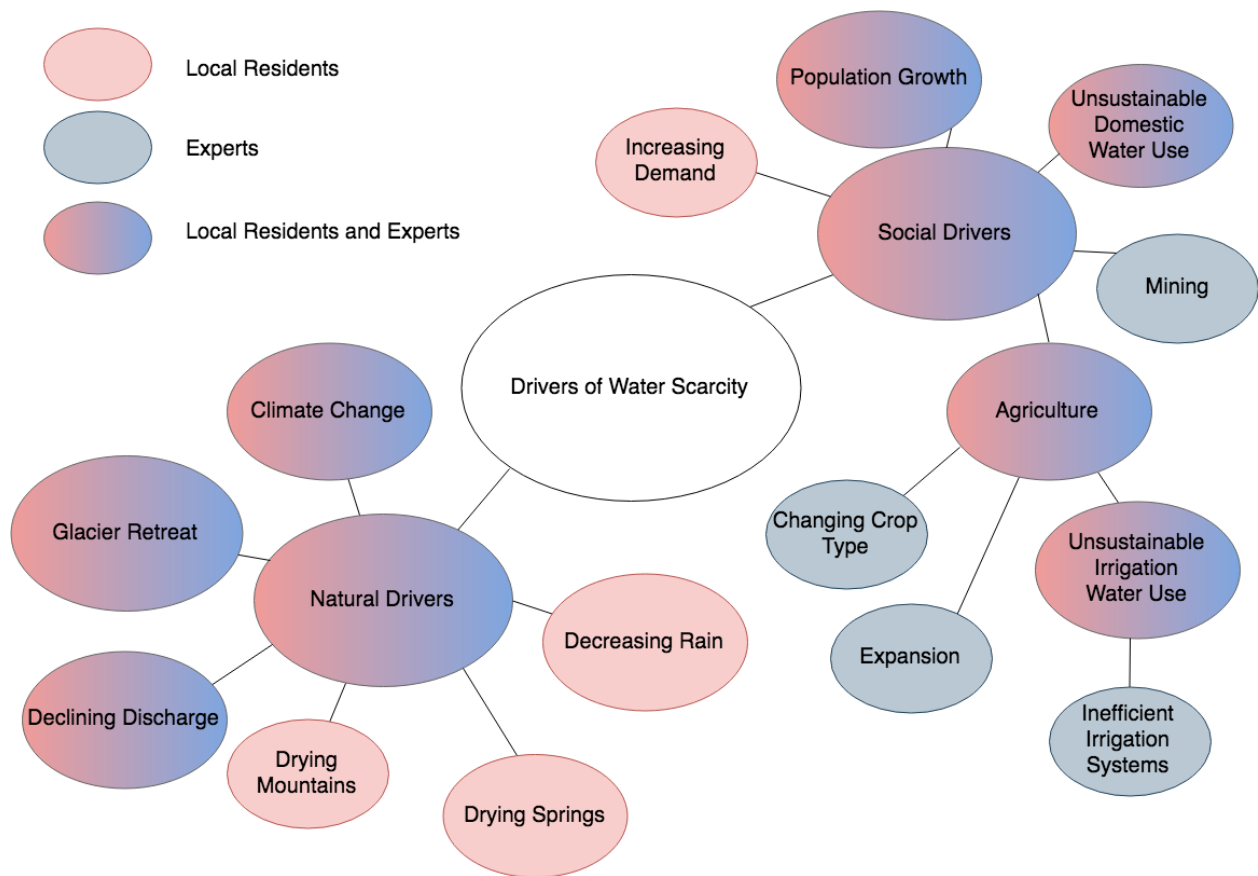 Local Residents
Experts
Local Residents and Experts
Population Growth
Unsustainable
Domestic
Water Use
Increasing
Demand
Social Drivers
Mining
Drivers of Water Scarcity
Climate Change
Agriculture
Glacier Retreat
Changing Crop
Type
Unsustainable
Irrigation
Water Use
Natural Drivers
Decreasing Rain
Expansion
Declining Discharge
Drying
Mountains
Drying Springs
Inefficient
Irrigation
Systems